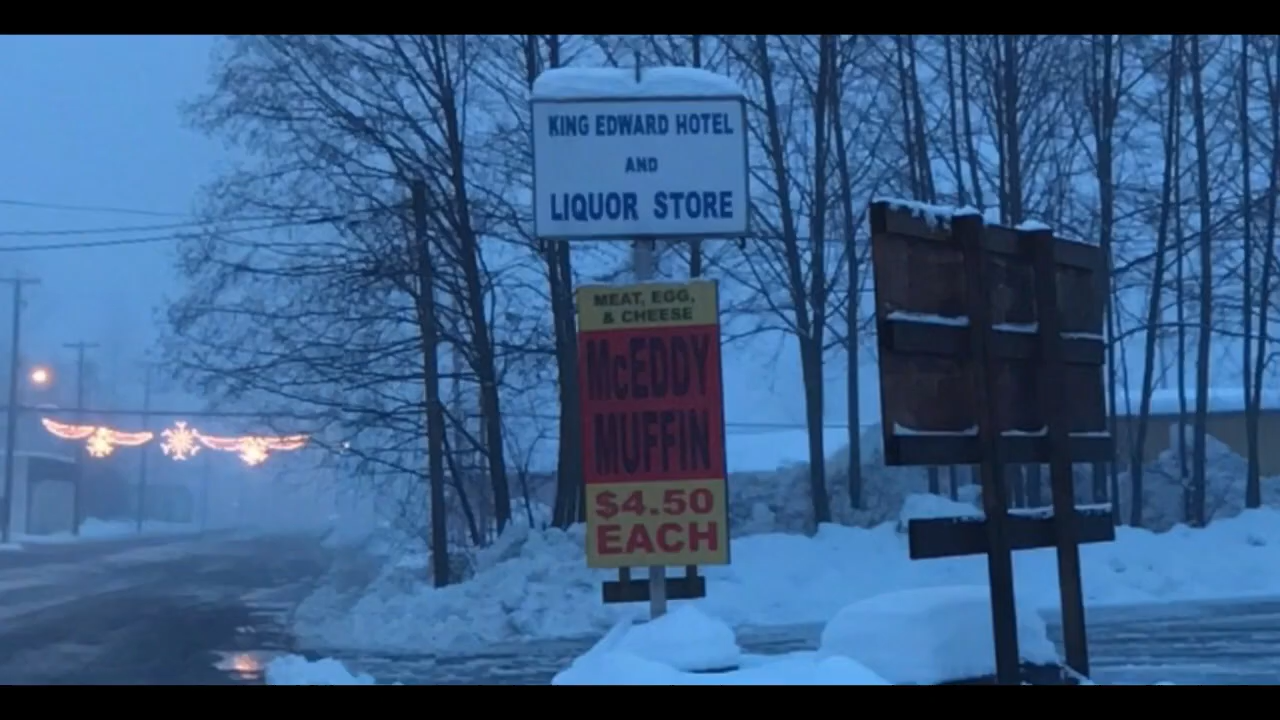 KING EDWARD HOTEL
AND
LIQUOR STORE
MEAT, EGG,
& CHEESE
McEDDY
MUFFIN
$4.50
EACH